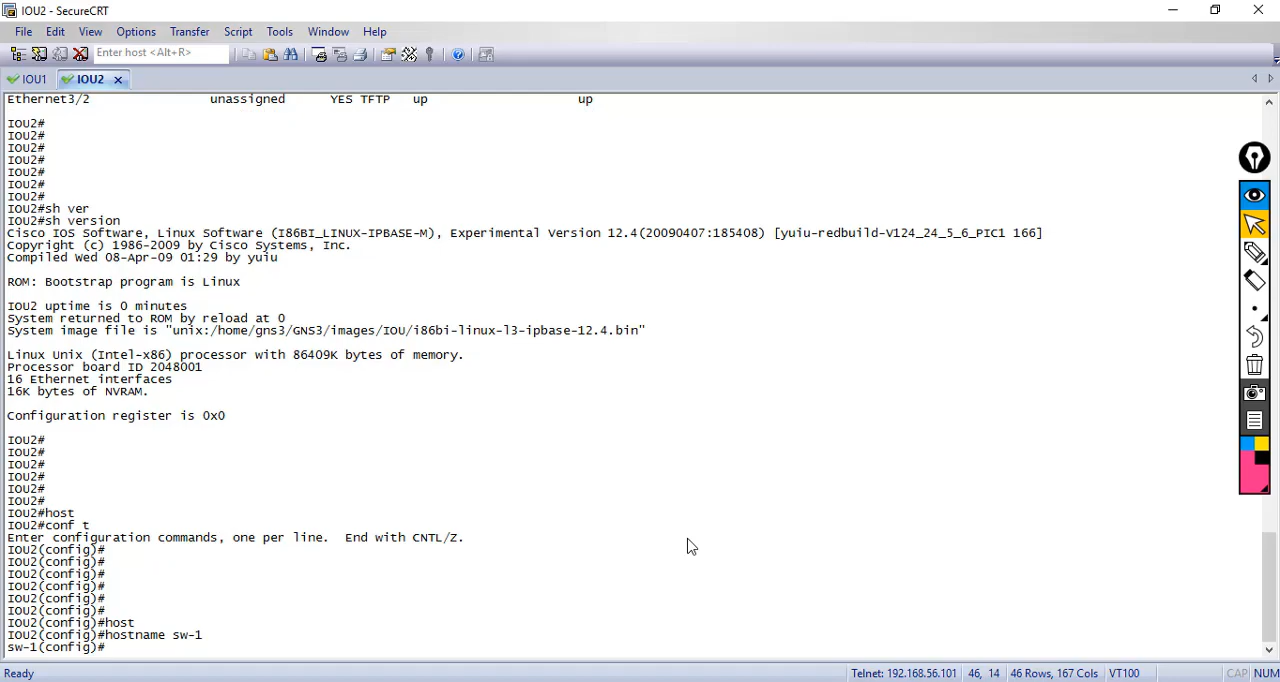 IOU2 - SecureCRT
File Edit View Options Transfer Script Tools Window Help
Enter host <Alt+R>
IOU1 IOU2
Ethernet3/2 unassigned YES TFTP up up
IOU2#
IOU2#
IOU2#
IOU2#
IOU2#
IOU2#
IOU2#
IOU2#sh ver
IOU2#sh version
Cisco IOS Software, Linux Software (I86BI_LINUX-IPBASE-M), Experimental Version 12.4(20090407:185408) [yuiu-redbuild-V124_24_5_6_PIC1 166]
Copyright (c) 1986-2009 by Cisco Systems, Inc.
Compiled Wed 08-Apr-09 01:29 by yuiu
ROM: Bootstrap program is Linux
IOU2 uptime is 0 minutes
System returned to ROM by reload at 0
System image file is "unix:/home/gns3/GNS3/images/IOU/i86bi-linux-l3-ipbase-12.4.bin"
Linux Unix (Intel-x86) processor with 86409K bytes of memory.
Processor board ID 2048001
16 Ethernet interfaces
16K bytes of NVRAM.
Configuration register is 0x0
IOU2#
IOU2#
IOU2#
IOU2#
IOU2#
IOU2#
IOU2#host
IOU2#conf t
Enter configuration commands, one per line. End with CNTL/Z.
IOU2(config)#
IOU2(config)#
IOU2(config)#
IOU2(config)#
IOU2(config)#
IOU2(config)#
IOU2(config)#host
IOU2(config)#hostname sw-1
sw-1(config)#
Ready Telnet: 192.168.56.101 46, 14 46 Rows, 167 Cols VT100 CAP NUM